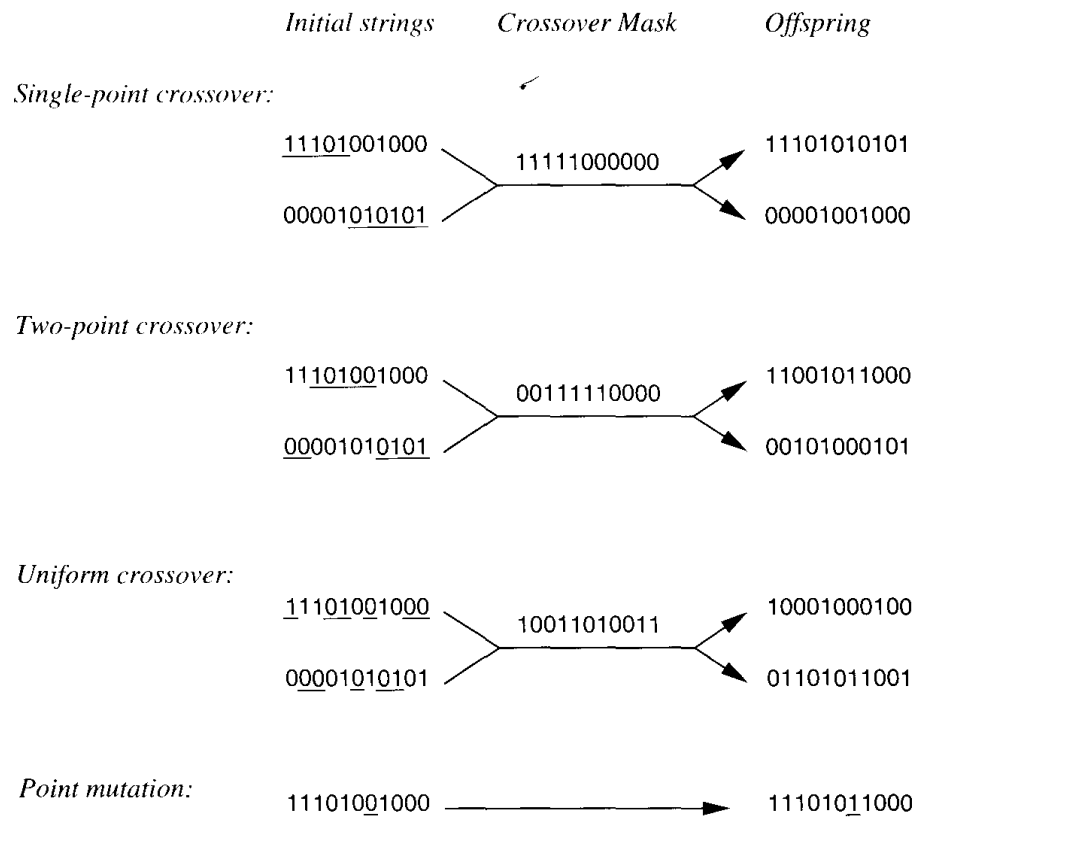 Initial strings Crossover Mask Offspring
Single-point crossover:
11101001000 11111000000 11101010101
00001010101 00001001000
Two-point crossover:
11101001000 00111110000 11001011000
00001010101 00101000101
Uniform crossover:
11101001000 10011010011 10001000100
00001010101 01101011001
Point mutation:
11101001000 11101011000